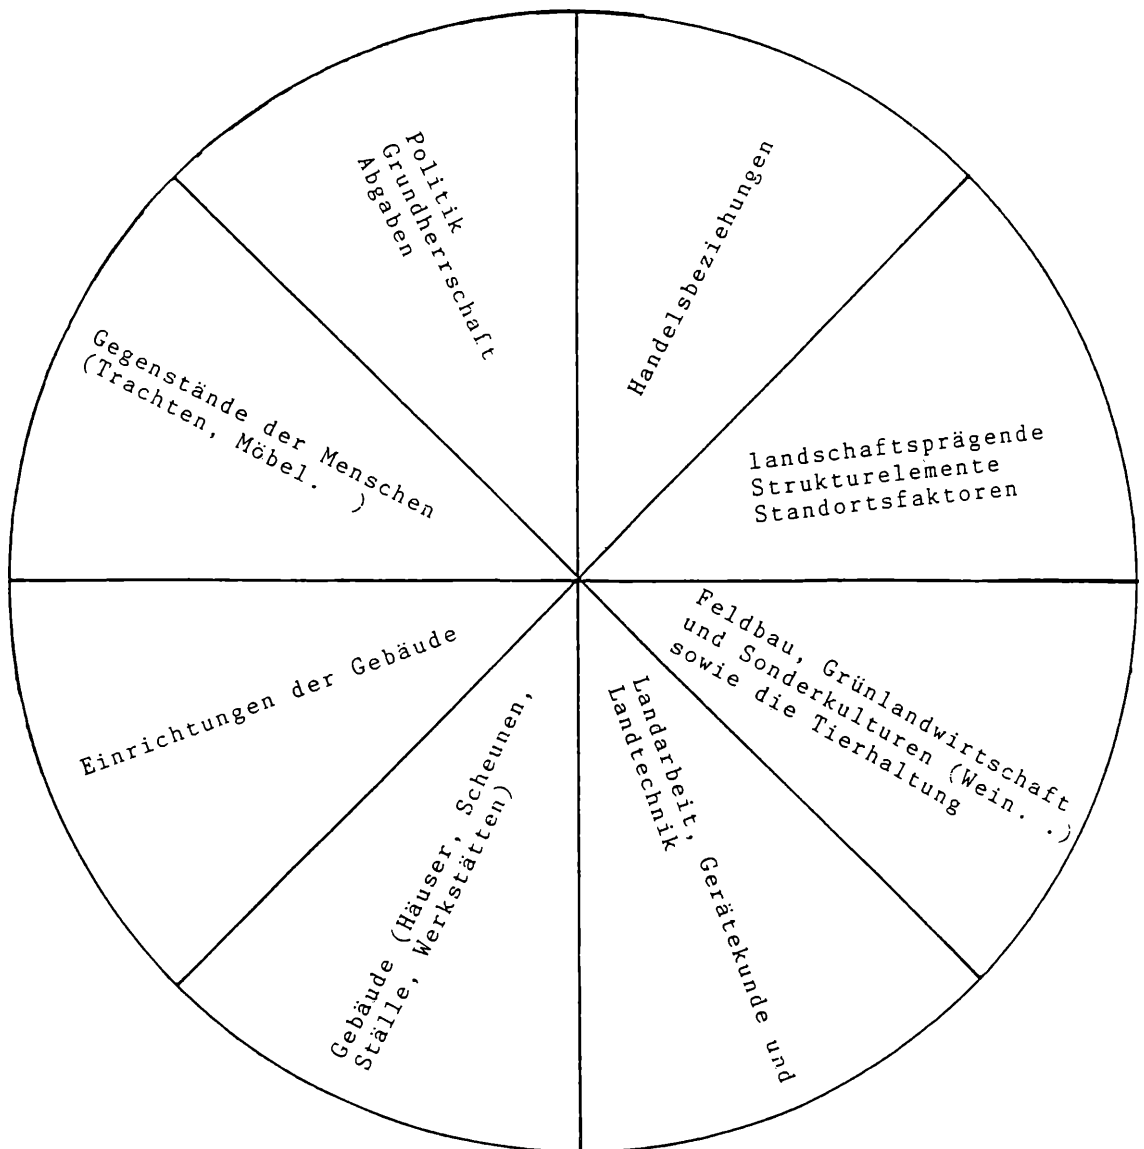 Politik
Grundherrschaft
Abgaben
Handelsbeziehungen
landschaftsprägende
Strukturelemente
Standortsfaktoren
Feldbau, Grünlandwirtschaft
und Sonderkulturen (Wein. .)
sowie die Tierhaltung
Landarbeit, Gerätekunde und
Landtechnik
Gebäude (Häuser, Scheunen,
Ställe, Werkstätten)
Einrichtungen der Gebäude
Gegenstände der Menschen
(Trachten, Möbel. )